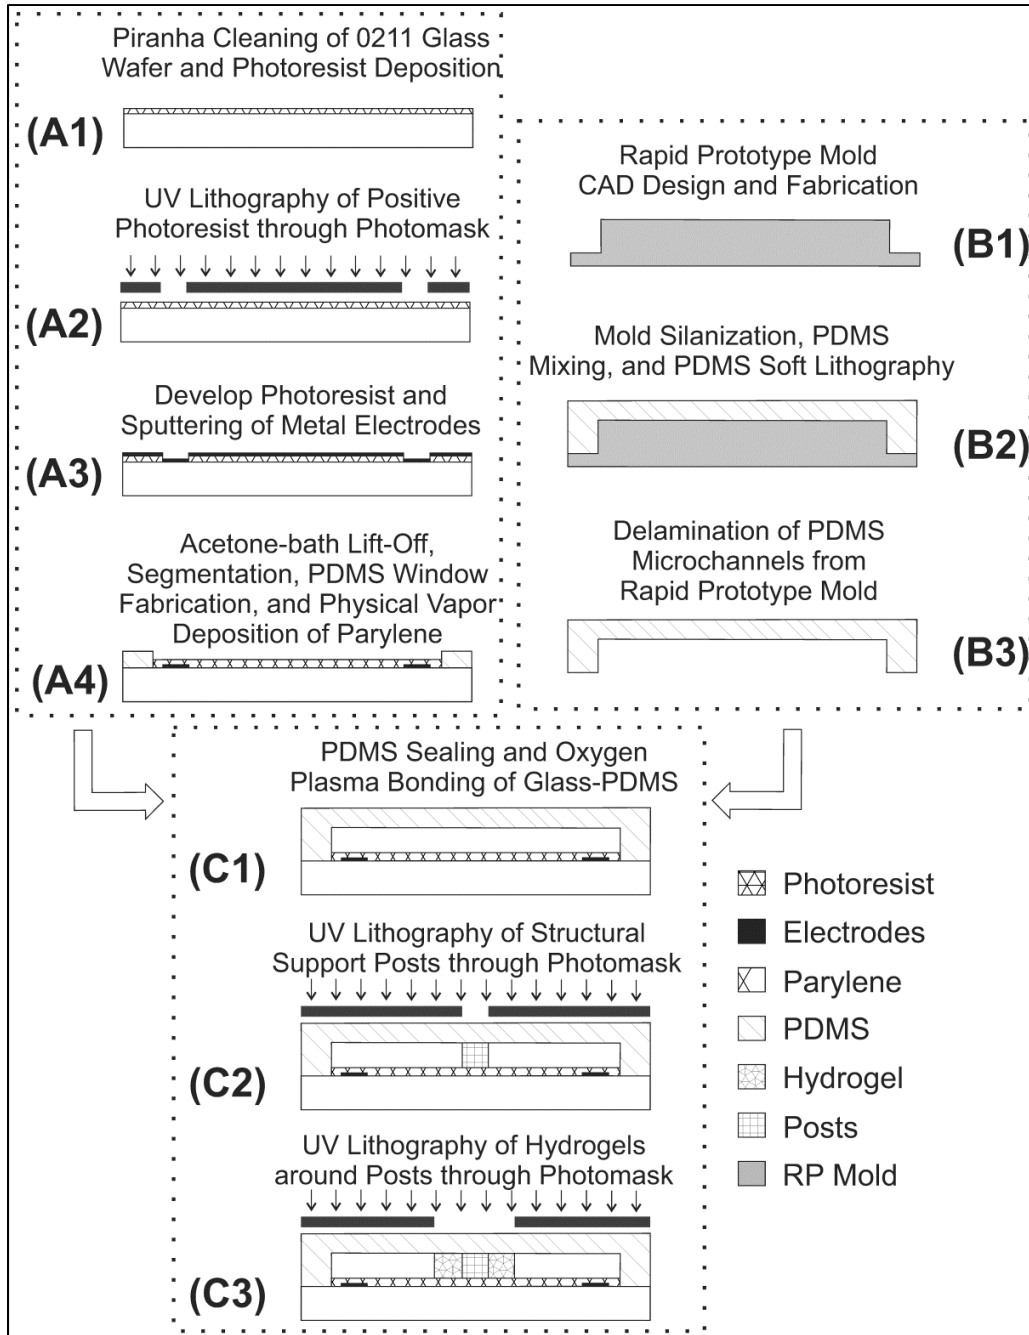 Piranha Cleaning of 0211 Glass
Wafer and Photoresist Deposition
(A1)
UV Lithography of Positive
Photoresist through Photomask
(A2)
Develop Photoresist and
Sputtering of Metal Electrodes
(A3)
Acetone-bath Lift-Off,
Segmentation, PDMS Window
Fabrication, and Physical Vapor
Deposition of Parylene
(A4)
Rapid Prototype Mold
CAD Design and Fabrication
(B1)
Mold Silanization, PDMS
Mixing, and PDMS Soft Lithography
(B2)
Delamination of PDMS
Microchannels from
Rapid Prototype Mold
(B3)
PDMS Sealing and Oxygen
Plasma Bonding of Glass-PDMS
(C1)
UV Lithography of Structural
Support Posts through Photomask
(C2)
UV Lithography of Hydrogels
around Posts through Photomask
(C3)
Photoresist
Electrodes
Parylene
PDMS
Hydrogel
Posts
RP Mold